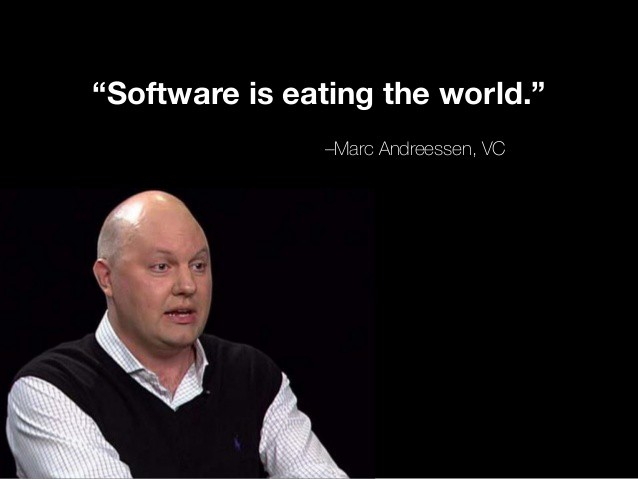 “Software is eating the world.”
–Marc Andreessen, VC